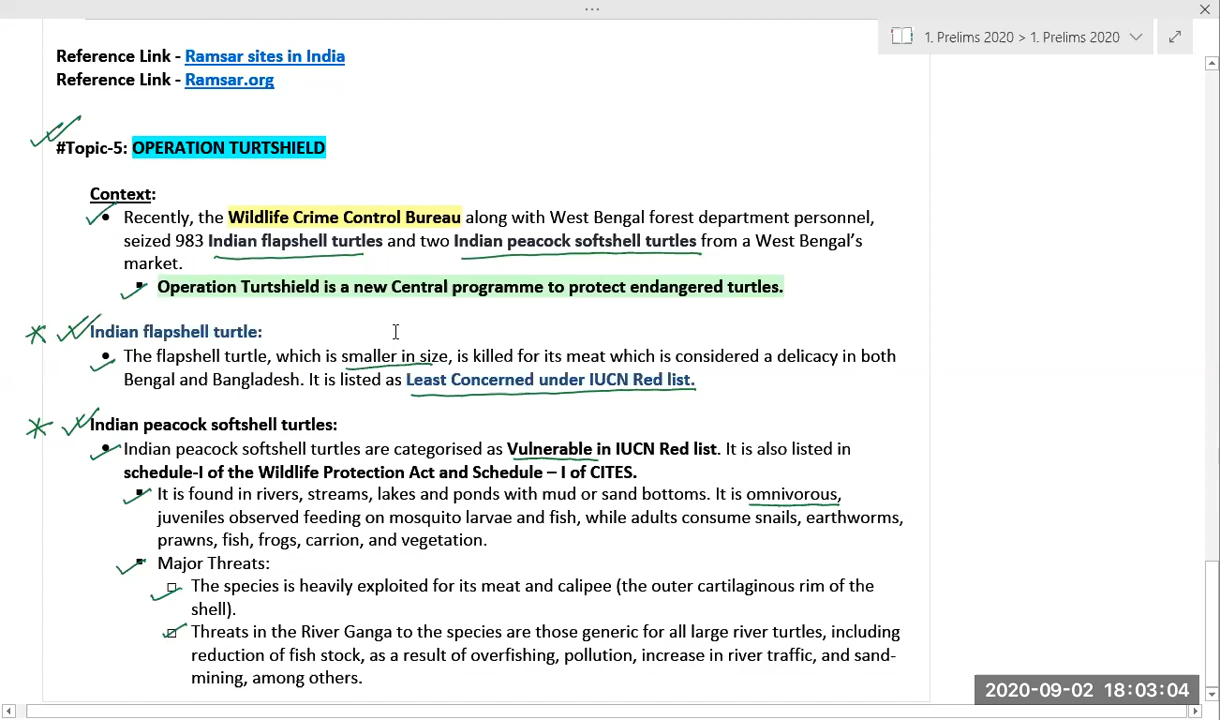 1. Prelims 2020 > 1. Prelims 2020
Reference Link - Ramsar sites in India
Reference Link - Ramsar.org
#Topic-5: OPERATION TURTSHIELD
Context:
Recently, the Wildlife Crime Control Bureau along with West Bengal forest department personnel,
seized 983 Indian flapshell turtles and two Indian peacock softshell turtles from a West Bengal's
market.
Operation Turtshield is a new Central programme to protect endangered turtles.
Indian flapshell turtle:
The flapshell turtle, which is smaller in size, is killed for its meat which is considered a delicacy in both
Bengal and Bangladesh. It is listed as Least Concerned under IUCN Red list.
Indian peacock softshell turtles:
Indian peacock softshell turtles are categorised as Vulnerable in IUCN Red list. It is also listed in
schedule-I of the Wildlife Protection Act and Schedule – I of CITES.
It is found in rivers, streams, lakes and ponds with mud or sand bottoms. It is omnivorous,
juveniles observed feeding on mosquito larvae and fish, while adults consume snails, earthworms,
prawns, fish, frogs, carrion, and vegetation.
Major Threats:
The species is heavily exploited for its meat and calipee (the outer cartilaginous rim of the
shell).
Threats in the River Ganga to the species are those generic for all large river turtles, including
reduction of fish stock, as a result of overfishing, pollution, increase in river traffic, and sand-
mining, among others.
2020-09-02 18:03:04